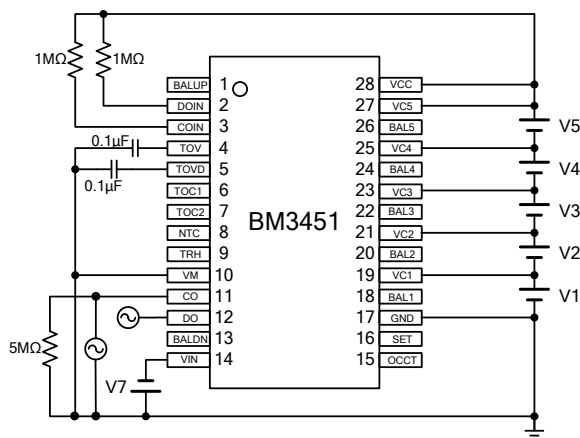 1MΩ
1MΩ
BALUP 1
DOIN 2
COIN 3
0.1μF
TOV 4
TOVD 5
0.1μF
TOC1 6
TOC2 7
NTC 8
TRH 9
VM 10
CO 11
DO 12
BALDN 13
VIN 14
5MΩ
V7
BM3451
28 VCC
27 VC5
26 BAL5
25 VC4
24 BAL4
23 VC3
22 BAL3
21 VC2
20 BAL2
19 VC1
18 BAL1
17 GND
16 SET
15 OCCT
V5
V4
V3
V2
V1